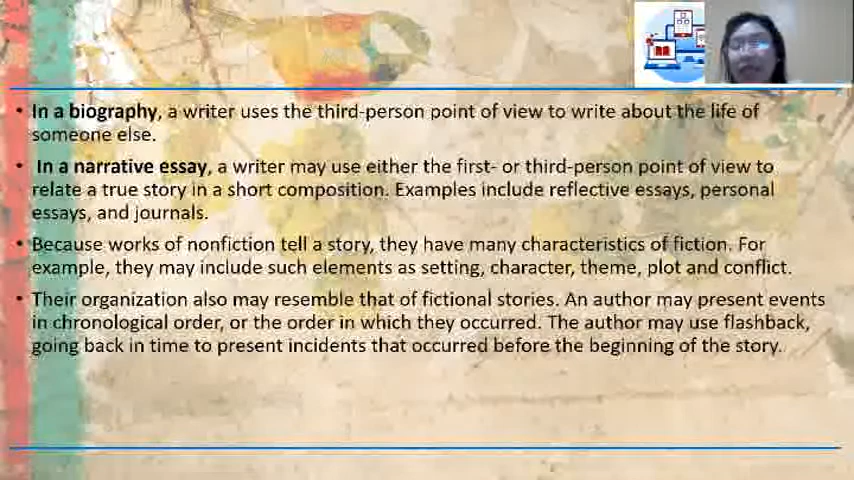 • In a biography, a writer uses the third-person point of view to write about the life of
someone else.
• In a narrative essay, a writer may use either the first- or third-person point of view to
relate a true story in a short composition. Examples include reflective essays, personal
essays, and journals.
• Because works of nonfiction tell a story, they have many characteristics of fiction. For
example, they may include such elements as setting, character, theme, plot and conflict.
• Their organization also may resemble that of fictional stories. An author may present events
in chronological order, or the order in which they occurred. The author may use flashback,
going back in time to present incidents that occurred before the beginning of the story.